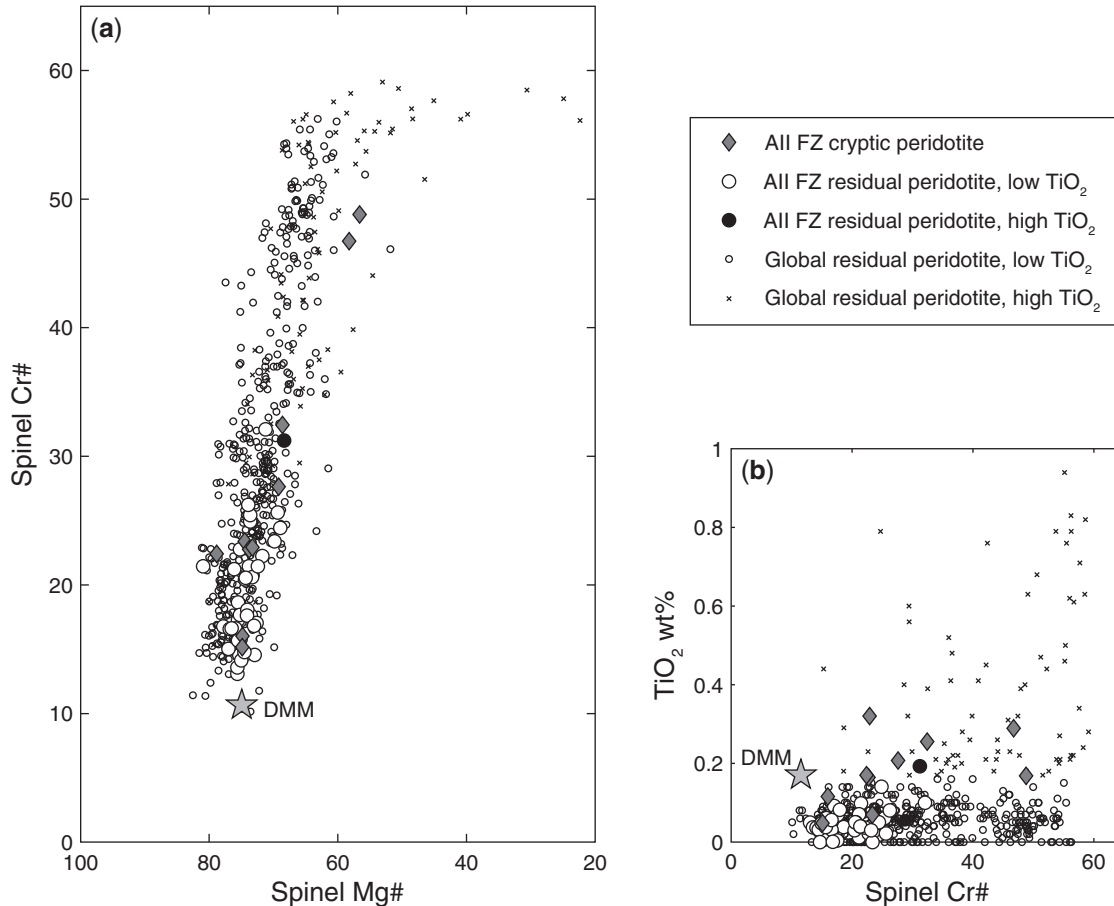 (a)
60
50
40
30
20
10
0
Spinel Cr#
DMM
100
80
60
40
20
Spinel Mg#
AII FZ cryptic peridotite
AII FZ residual peridotite, low TiO₂
AII FZ residual peridotite, high TiO₂
Global residual peridotite, low TiO₂
Global residual peridotite, high TiO₂
(b)
1
0.8
0.6
0.4
0.2
0
TiO₂ wt%
DMM
0
20
40
60
Spinel Cr#